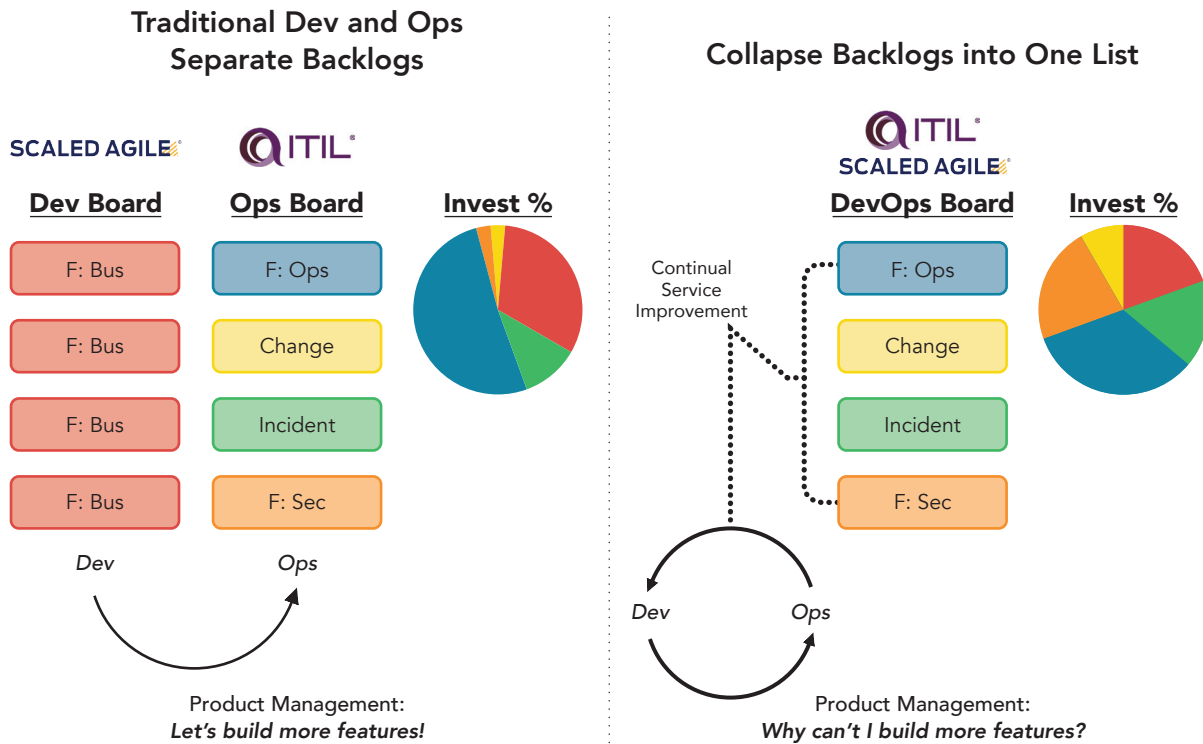 Traditional Dev and Ops
Separate Backlogs
SCALED AGILE®
ITIL®
Dev Board
Ops Board
Invest %
F: Bus
F: Ops
F: Bus
Change
F: Bus
Incident
F: Bus
F: Sec
Dev
Ops
Product Management:
Let's build more features!
Collapse Backlogs into One List
ITIL®
SCALED AGILE®
DevOps Board
Invest %
Continual
Service
Improvement
F: Ops
Change
Incident
F: Sec
Dev
Ops
Product Management:
Why can't I build more features?